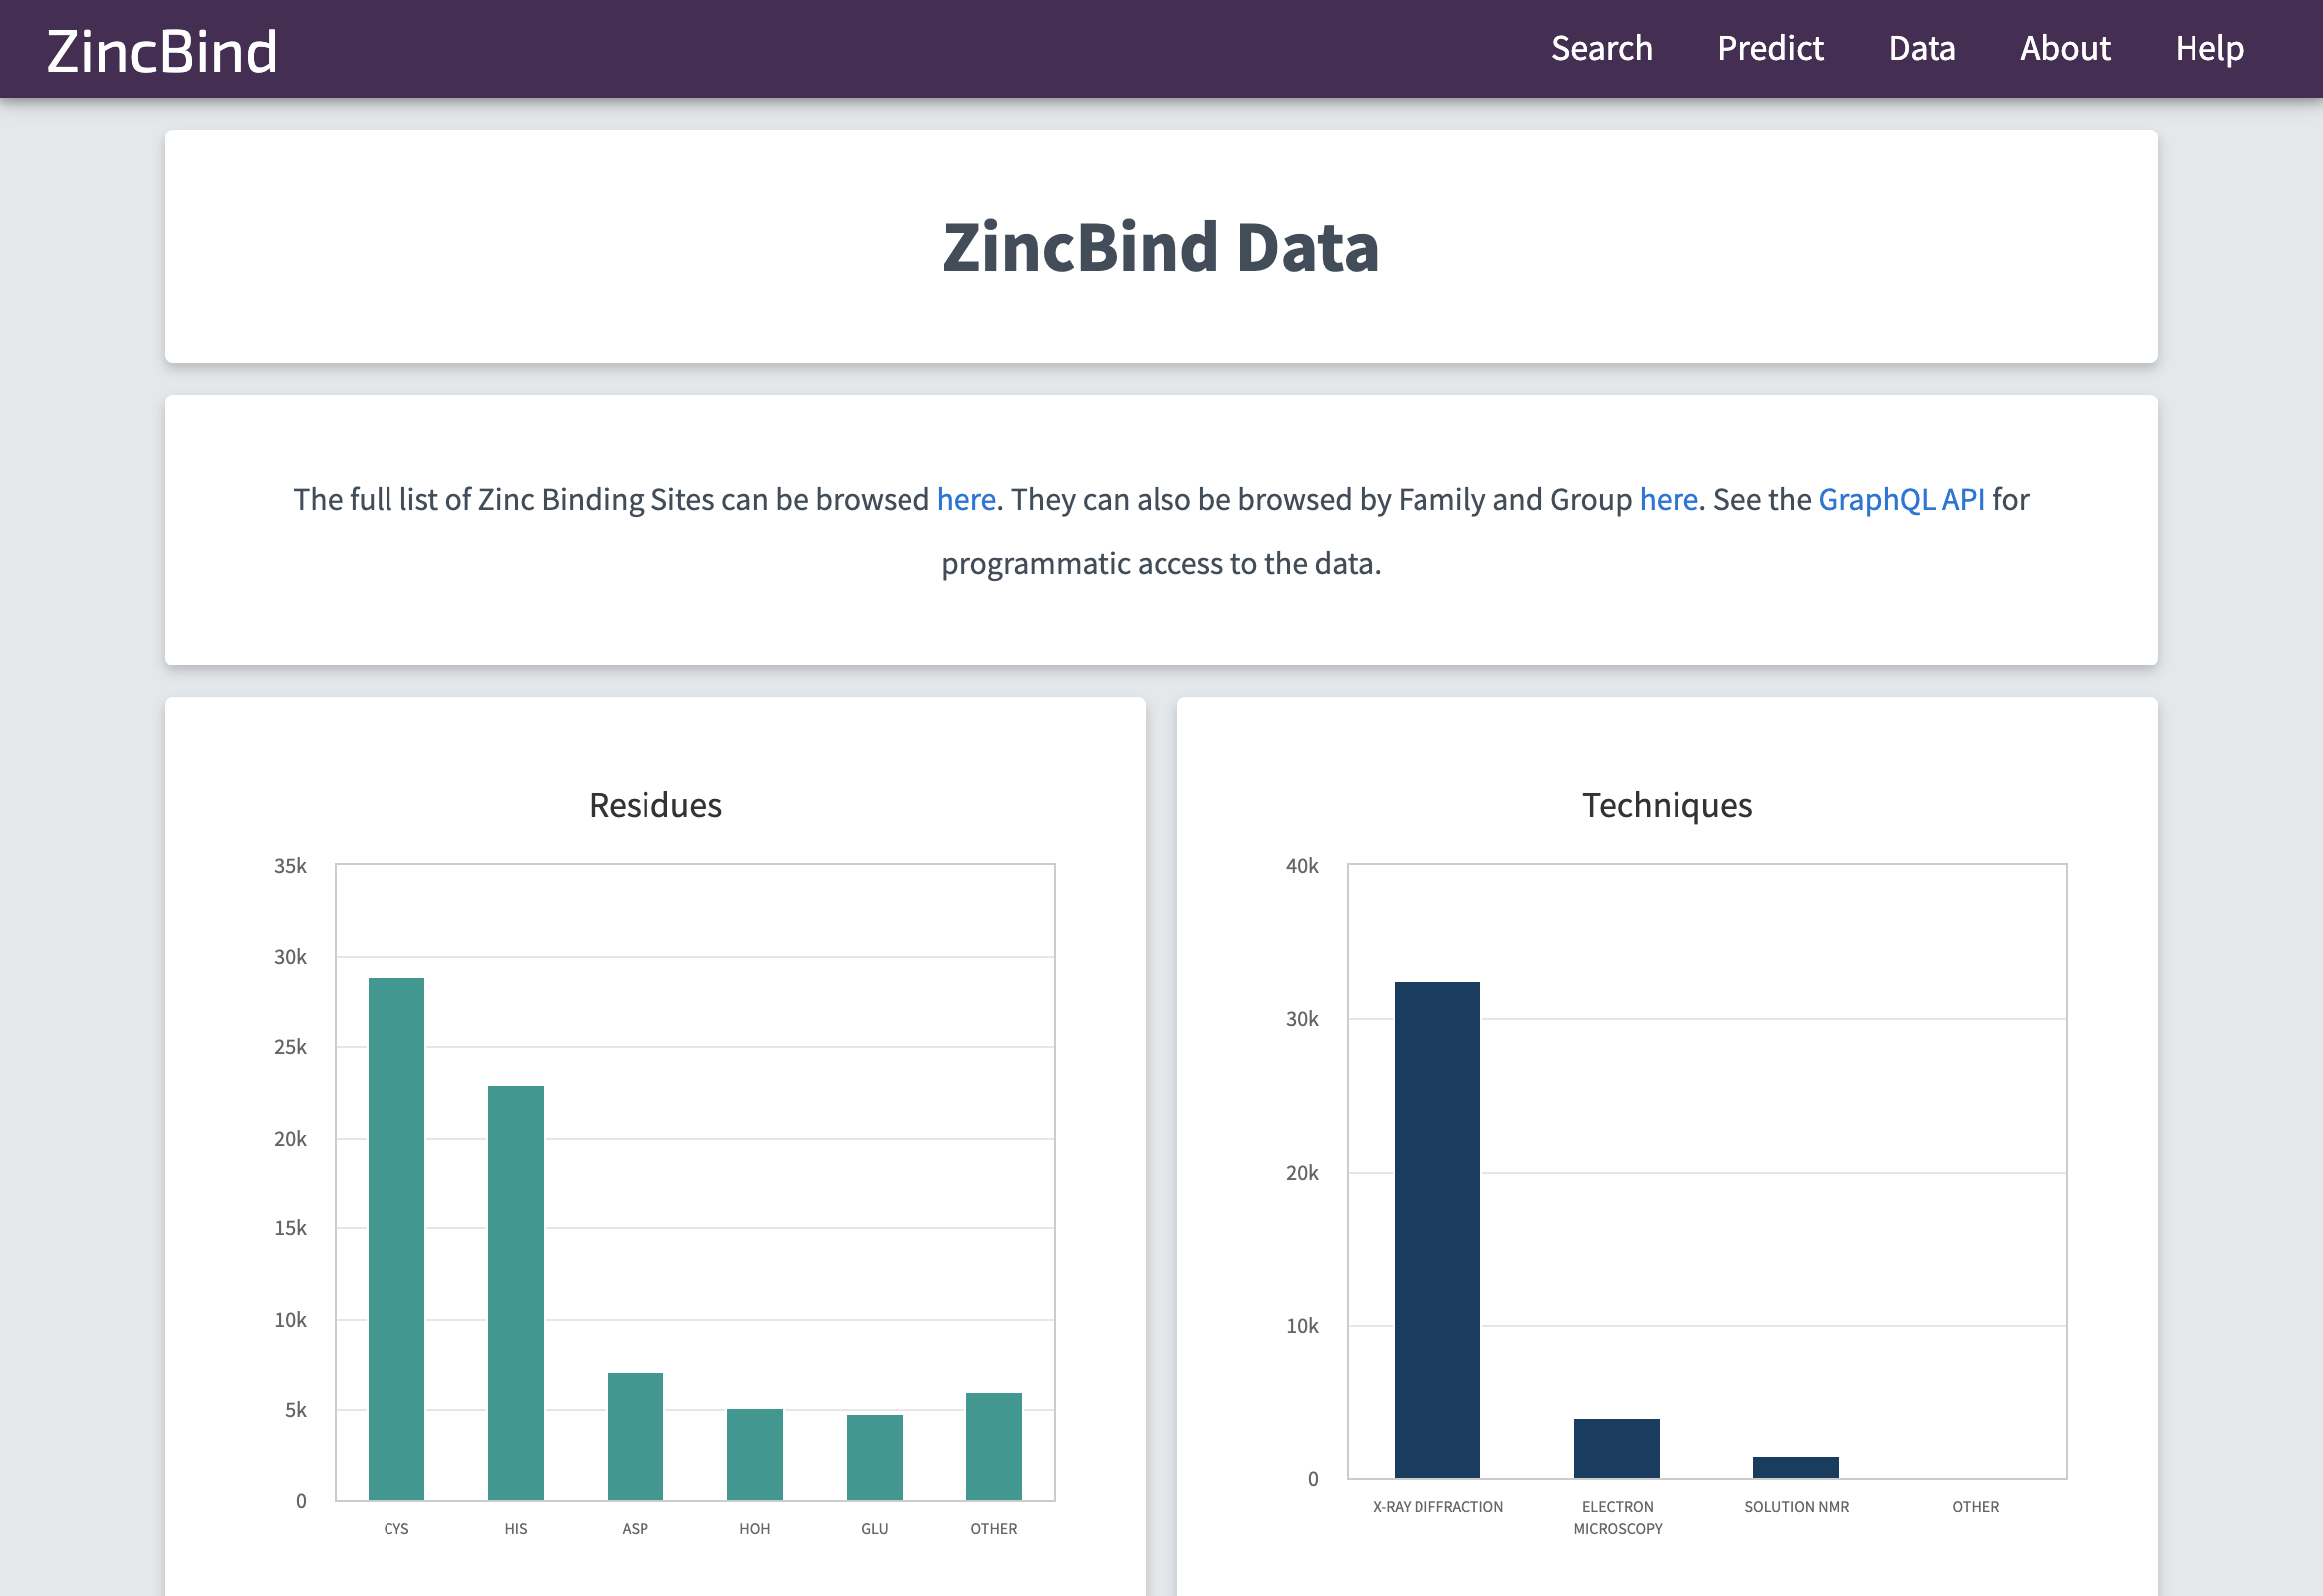 ZincBind
Search Predict Data About Help
ZincBind Data
The full list of Zinc Binding Sites can be browsed here. They can also be browsed by Family and Group here. See the GraphQL API for
programmatic access to the data.
Residues
35k
30k
25k
20k
15k
10k
5k
0
CYS HIS ASP HOH GLU OTHER
Techniques
40k
30k
20k
10k
0
X-RAY DIFFRACTION ELECTRON SOLUTION NMR OTHER
MICROSCOPY